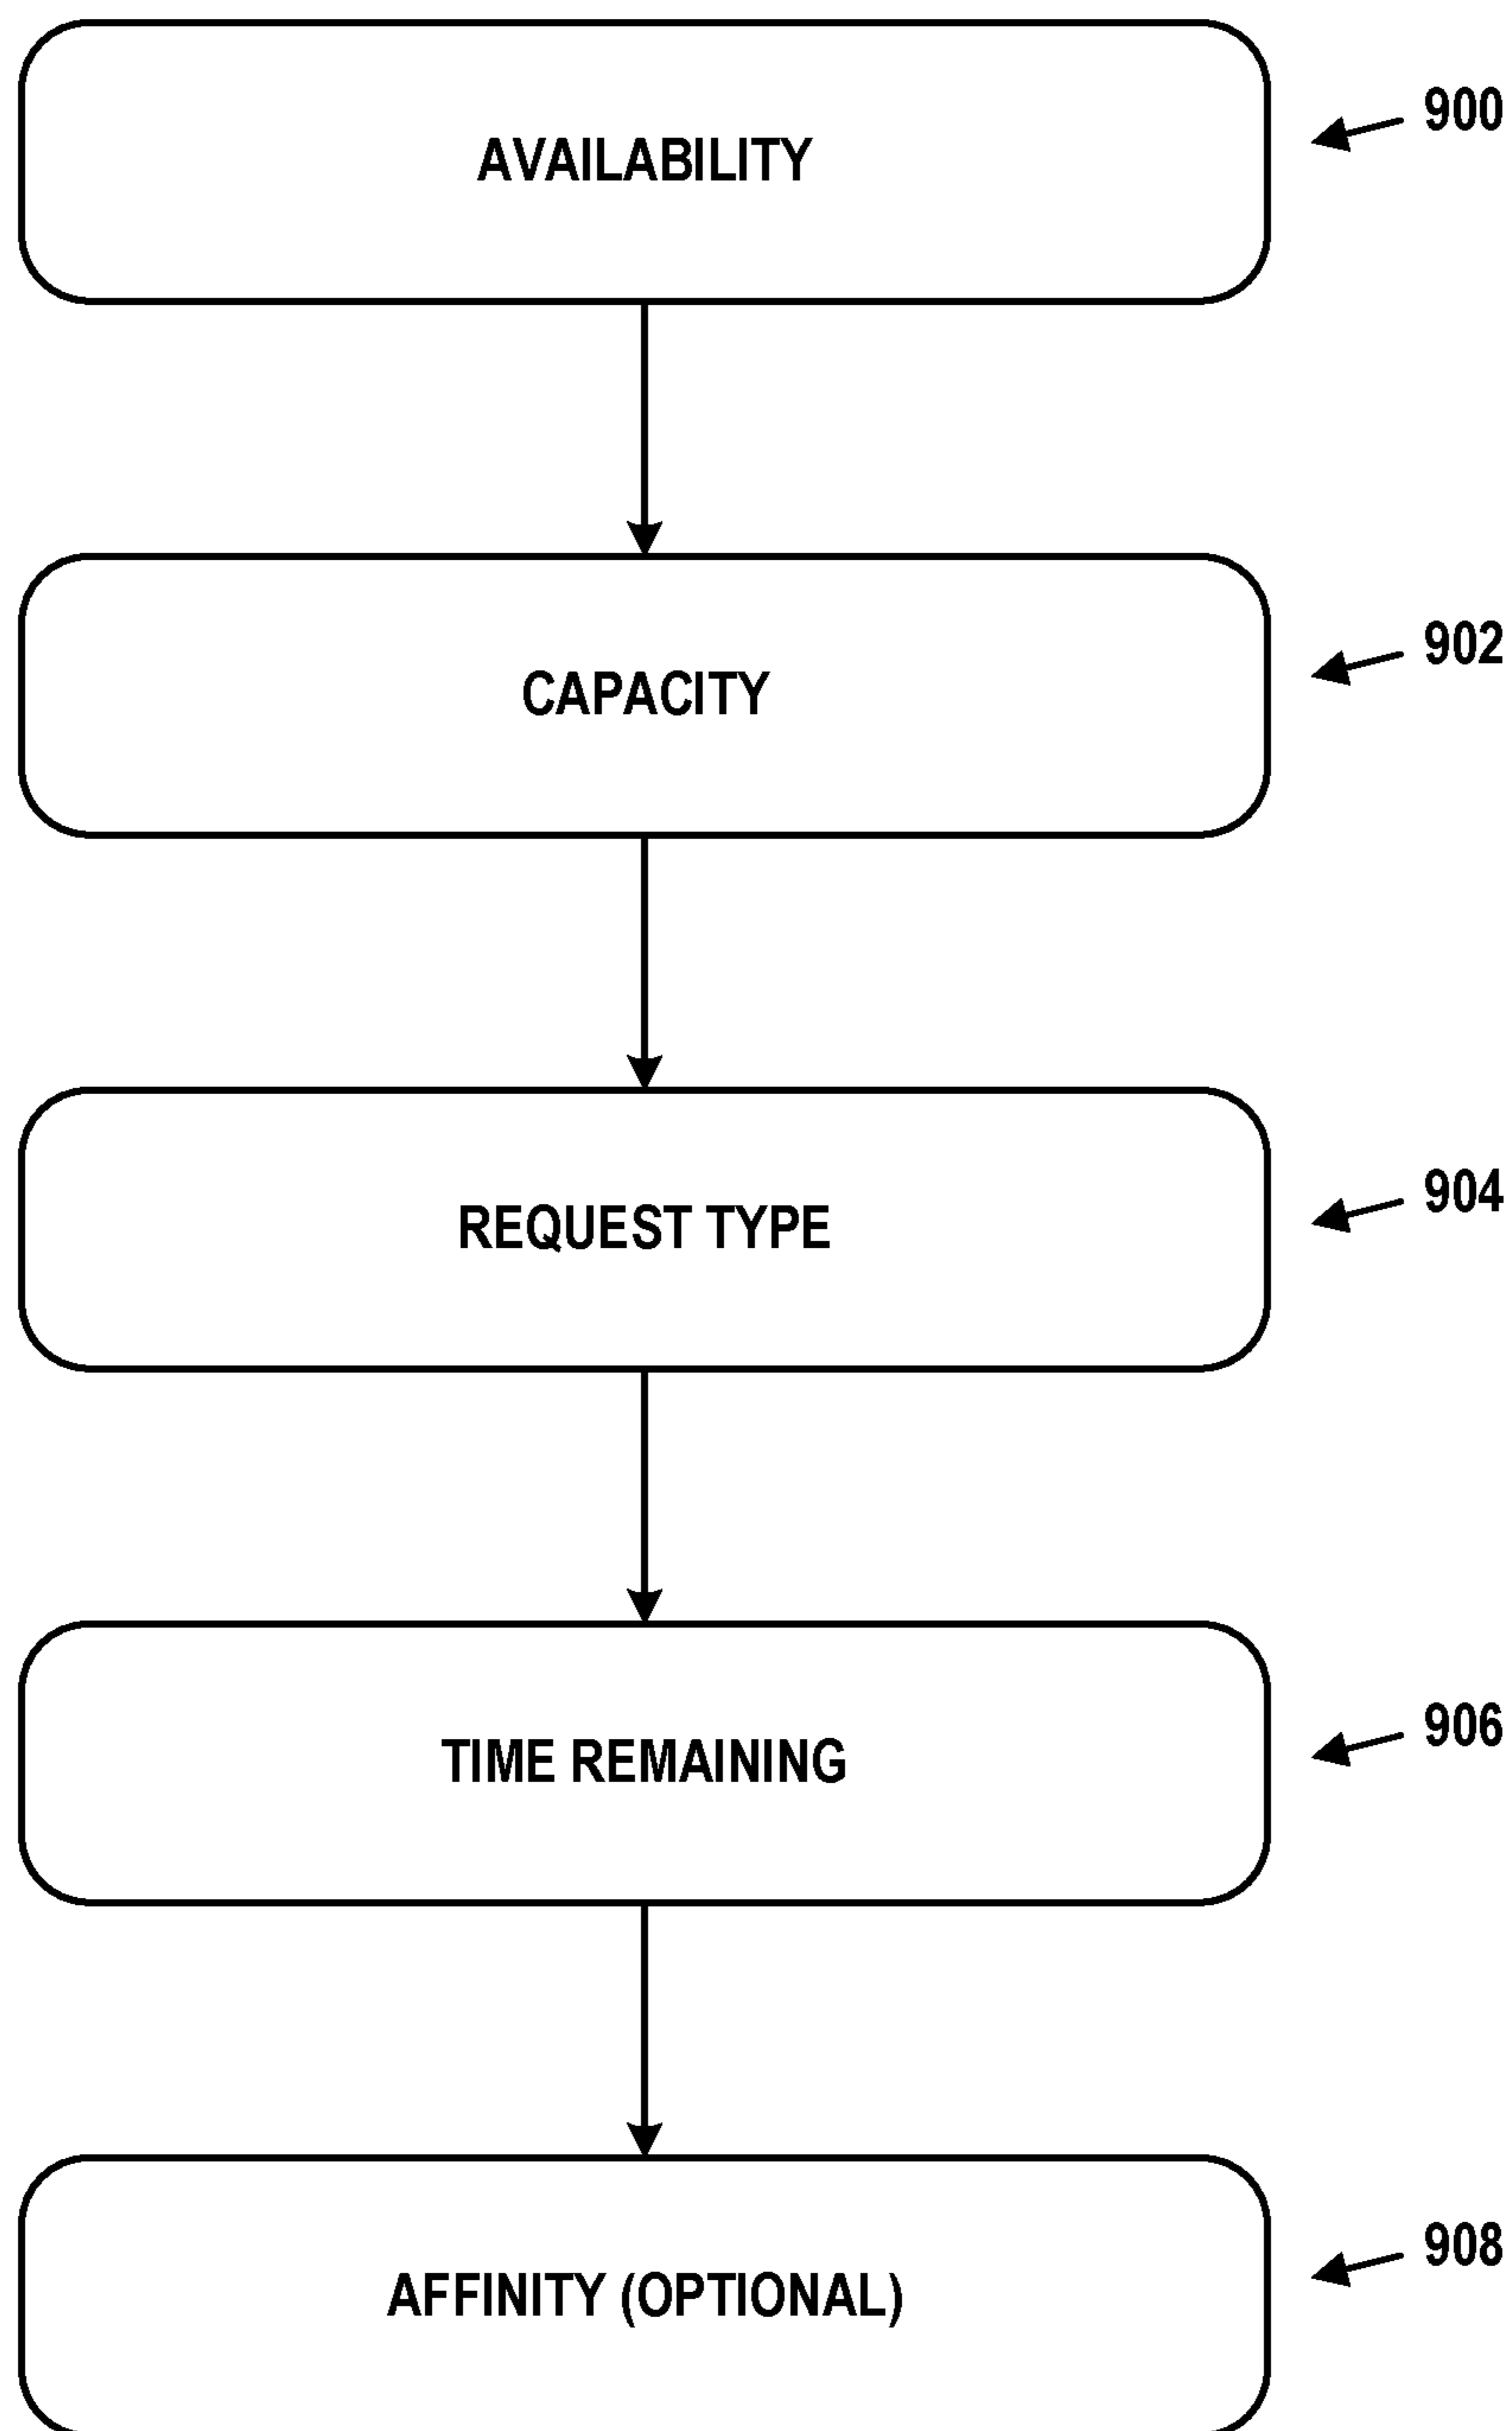 AVAILABILITY
900
CAPACITY
902
REQUEST TYPE
904
TIME REMAINING
906
AFFINITY (OPTIONAL)
908